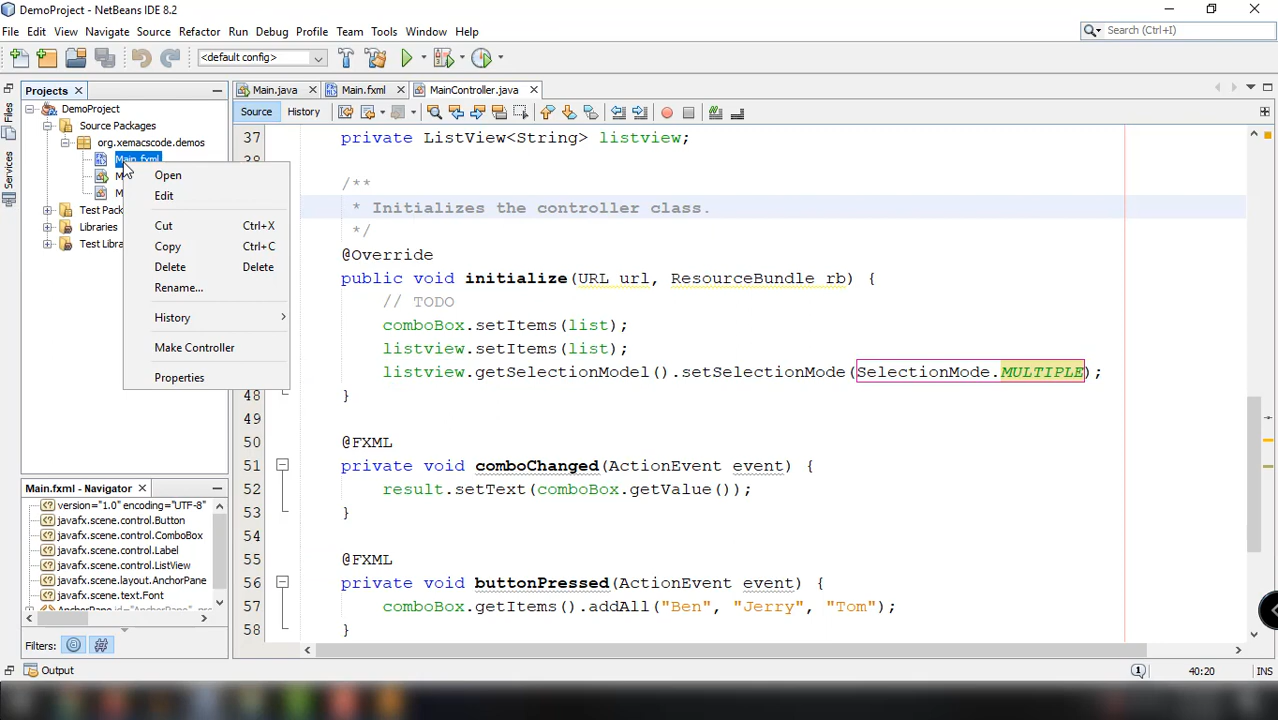 DemoProject - NetBeans IDE 8.2
File Edit View Navigate Source Refactor Run Debug Profile Team Tools Window Help
Search (Ctrl+I)
<default config>
Projects
Main.java
Main.fxml
MainController.java
Files
Services
DemoProject
Source Packages
org.xemacscode.demos
Main.fxml
M
M
Test Pack
Libraries
Test Libra
Open
Edit
Cut Ctrl+X
Copy Ctrl+C
Delete Delete
Rename...
History
Make Controller
Properties
Source History
37 private ListView<String> listview;
38
/**
* Initializes the controller class.
*/
@Override
public void initialize(URL url, ResourceBundle rb) {
// TODO
comboBox.setItems(list);
listview.setItems(list);
listview.getSelectionModel().setSelectionMode(SelectionMode.MULTIPLE);
48 }
49
50 @FXML
51 private void comboChanged(ActionEvent event) {
52 result.setText(comboBox.getValue());
53 }
54
55 @FXML
56 private void buttonPressed(ActionEvent event) {
57 comboBox.getItems().addAll("Ben", "Jerry", "Tom");
58 }
Main.fxml - Navigator
version="1.0" encoding="UTF-8"
javafx.scene.control.Button
javafx.scene.control.ComboBox
javafx.scene.control.Label
javafx.scene.control.ListView
javafx.scene.layout.AnchorPane
javafx.scene.text.Font
Filters:
Output
1
40:20
INS